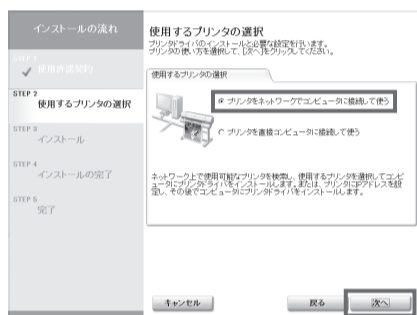 インストールの流れ
STEP 1
使用許諾契約
STEP 2
使用するプリンタの選択
STEP 3
インストール
STEP 4
インストールの完了
STEP 5
完了
使用するプリンタの選択
プリンタドライバのインストールと必要な設定を行います。
プリンタの使い方を選択して、[次へ]をクリックしてください。
使用するプリンタの選択
プリンタをネットワークでコンピュータに接続して使う
プリンタを直接コンピュータに接続して使う
ネットワーク上で使用可能なプリンタを検索し、使用するプリンタを選択してコンピ
ュータにプリンタドライバをインストールします。または、プリンタにIPアドレスを設
定し、その後でコンピュータにプリンタドライバをインストールします。
キャンセル
戻る
次へ